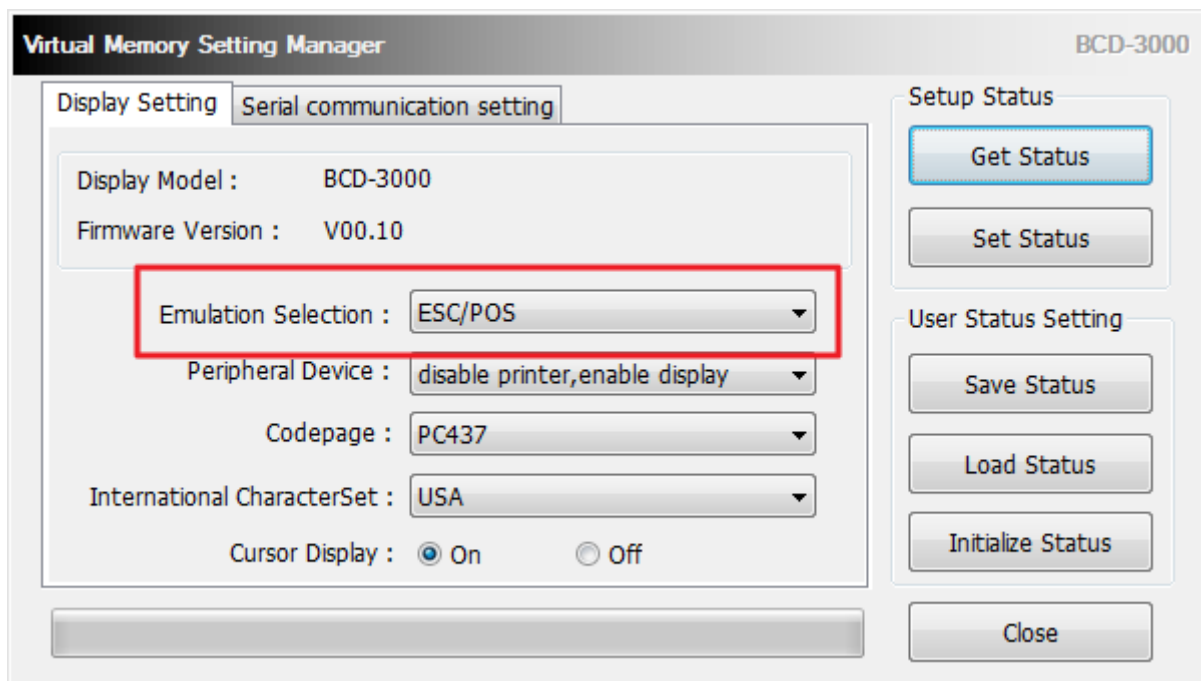 Virtual Memory Setting Manager BCD-3000
Display Setting Serial communication setting
Display Model : BCD-3000
Firmware Version : V00.10
Emulation Selection : ESC/POS
Peripheral Device : disable printer,enable display
Codepage : PC437
International CharacterSet : USA
Cursor Display : On Off
Setup Status
Get Status
Set Status
User Status Setting
Save Status
Load Status
Initialize Status
Close